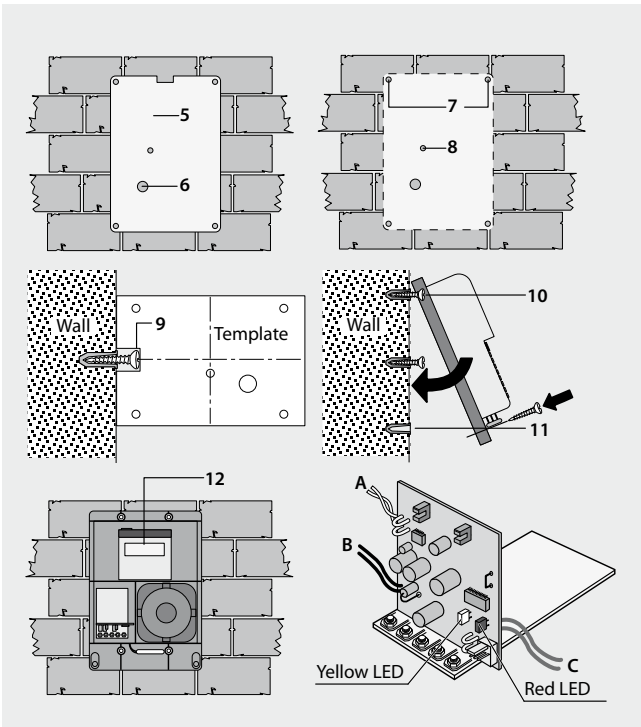 5
6
7
8
Wall
9
Template
Wall
10
11
12
A
B
C
Yellow LED
Red LED